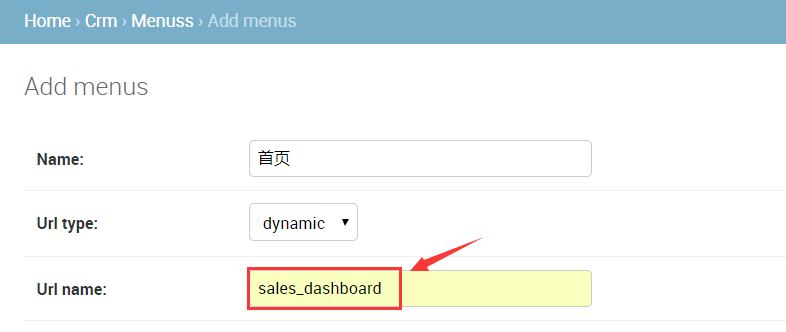 Home › Crm › Menuss › Add menus
Add menus
Name: 首页
Url type: dynamic
Url name: sales_dashboard